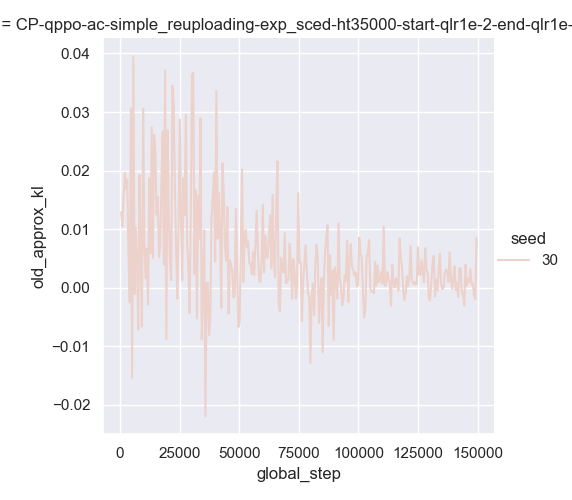 = CP-qppo-ac-simple_reuploading-exp_sced-ht35000-start-qlr1e-2-end-qlr1e-
0.04
0.03
0.02
0.01
0.00
−0.01
−0.02
old_approx_kl
seed
30
0 25000 50000 75000 100000 125000 150000
global_step